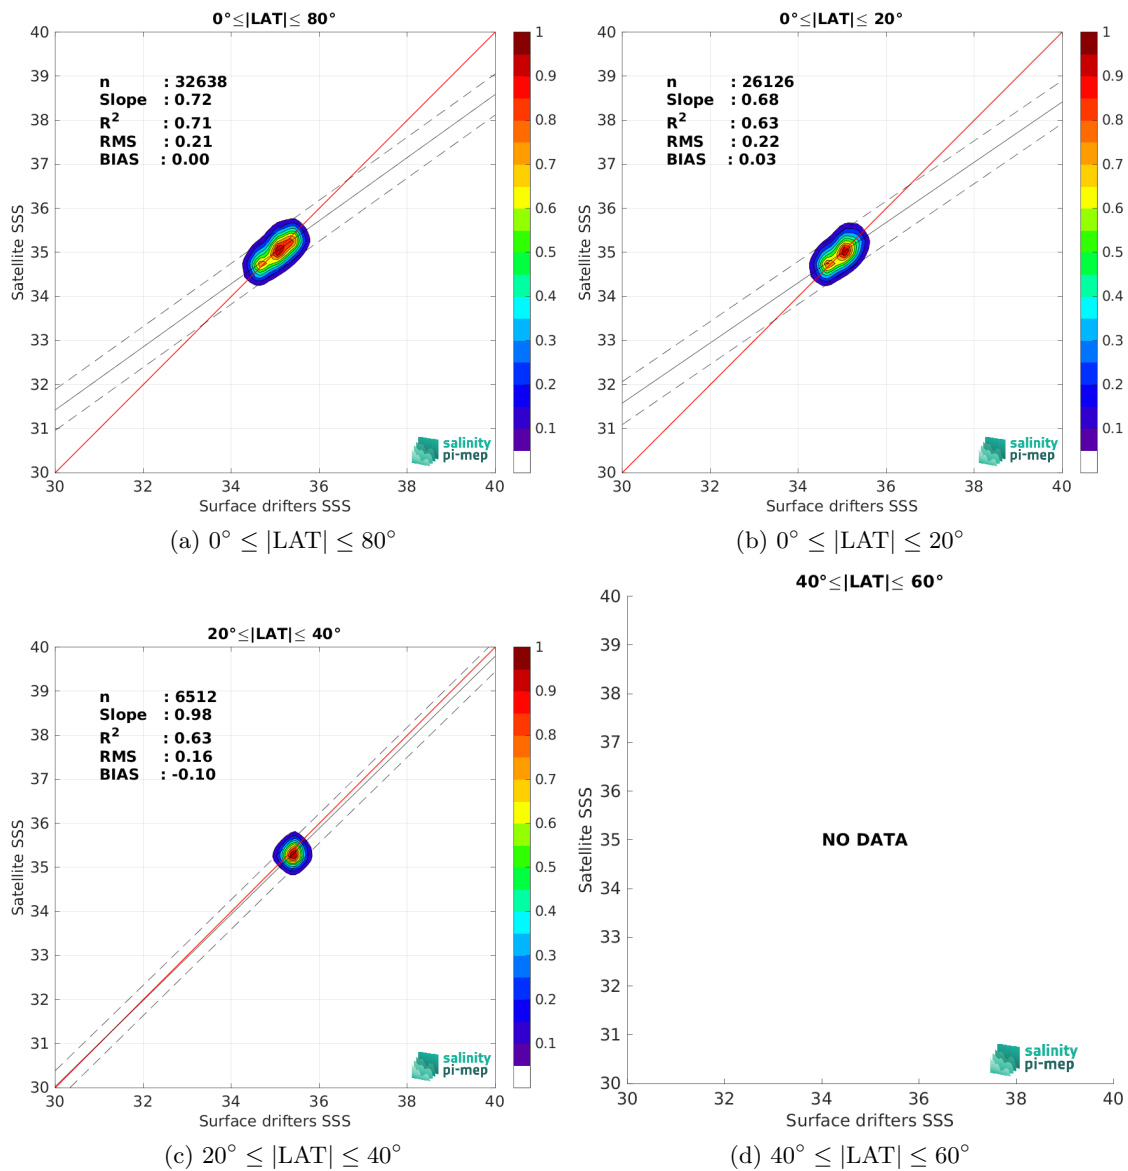 0°≤|LAT|≤ 80°
40
39
38
37
36
35
34
33
32
31
30
Satellite SSS
n : 32638
Slope : 0.72
R² : 0.71
RMS : 0.21
BIAS : 0.00
1
0.9
0.8
0.7
0.6
0.5
0.4
0.3
0.2
0.1
salinity
pi-mep
30 32 34 36 38 40
Surface drifters SSS
(a) 0° ≤ |LAT| ≤ 80°
0°≤|LAT|≤ 20°
40
39
38
37
36
35
34
33
32
31
30
Satellite SSS
n : 26126
Slope : 0.68
R² : 0.63
RMS : 0.22
BIAS : 0.03
1
0.9
0.8
0.7
0.6
0.5
0.4
0.3
0.2
0.1
salinity
pi-mep
30 32 34 36 38 40
Surface drifters SSS
(b) 0° ≤ |LAT| ≤ 20°
20°≤|LAT|≤ 40°
40
39
38
37
36
35
34
33
32
31
30
Satellite SSS
n : 6512
Slope : 0.98
R² : 0.63
RMS : 0.16
BIAS : -0.10
1
0.9
0.8
0.7
0.6
0.5
0.4
0.3
0.2
0.1
salinity
pi-mep
30 32 34 36 38 40
Surface drifters SSS
(c) 20° ≤ |LAT| ≤ 40°
40°≤|LAT|≤ 60°
40
39
38
37
36
35
34
33
32
31
30
Satellite SSS
NO DATA
salinity
pi-mep
30 32 34 36 38 40
Surface drifters SSS
(d) 40° ≤ |LAT| ≤ 60°